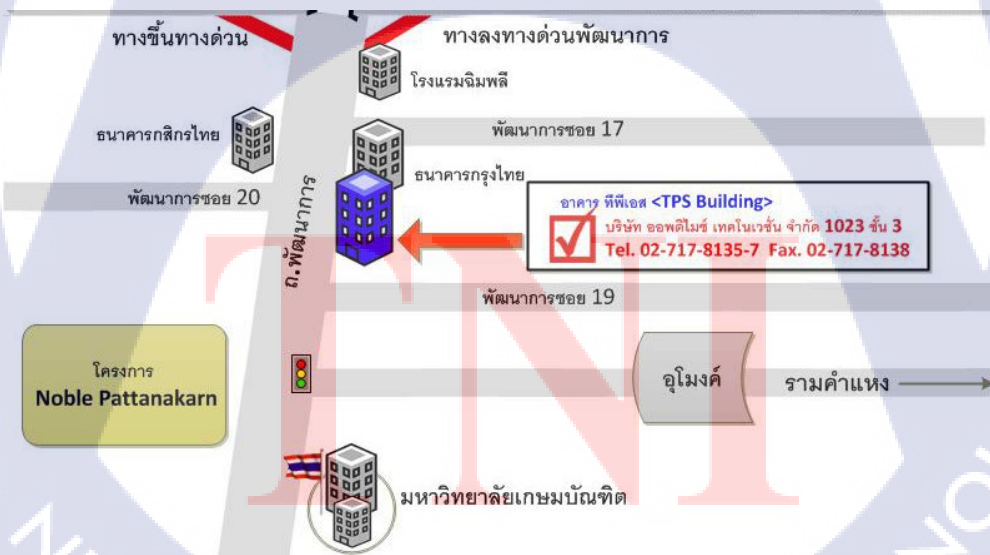 ทางขึ้นทางด่วน
ทางลงทางด่วนพัฒนาการ
โรงแรมฉิมพลี
ธนาคารกสิกรไทย
พัฒนาการซอย 17
ธนาคารกรุงไทย
พัฒนาการซอย 20
ถ.พัฒนาการ
อาคาร ทีพีเอส <TPS Building>
บริษัท ออพติไมซ์ เทคโนเวชั่น จำกัด 1023 ชั้น 3
Tel. 02-717-8135-7 Fax. 02-717-8138
พัฒนาการซอย 19
โครงการ
Noble Pattanakarn
อุโมงค์
รามคำแหง
มหาวิทยาลัยเกษมบัณฑิต
TNI